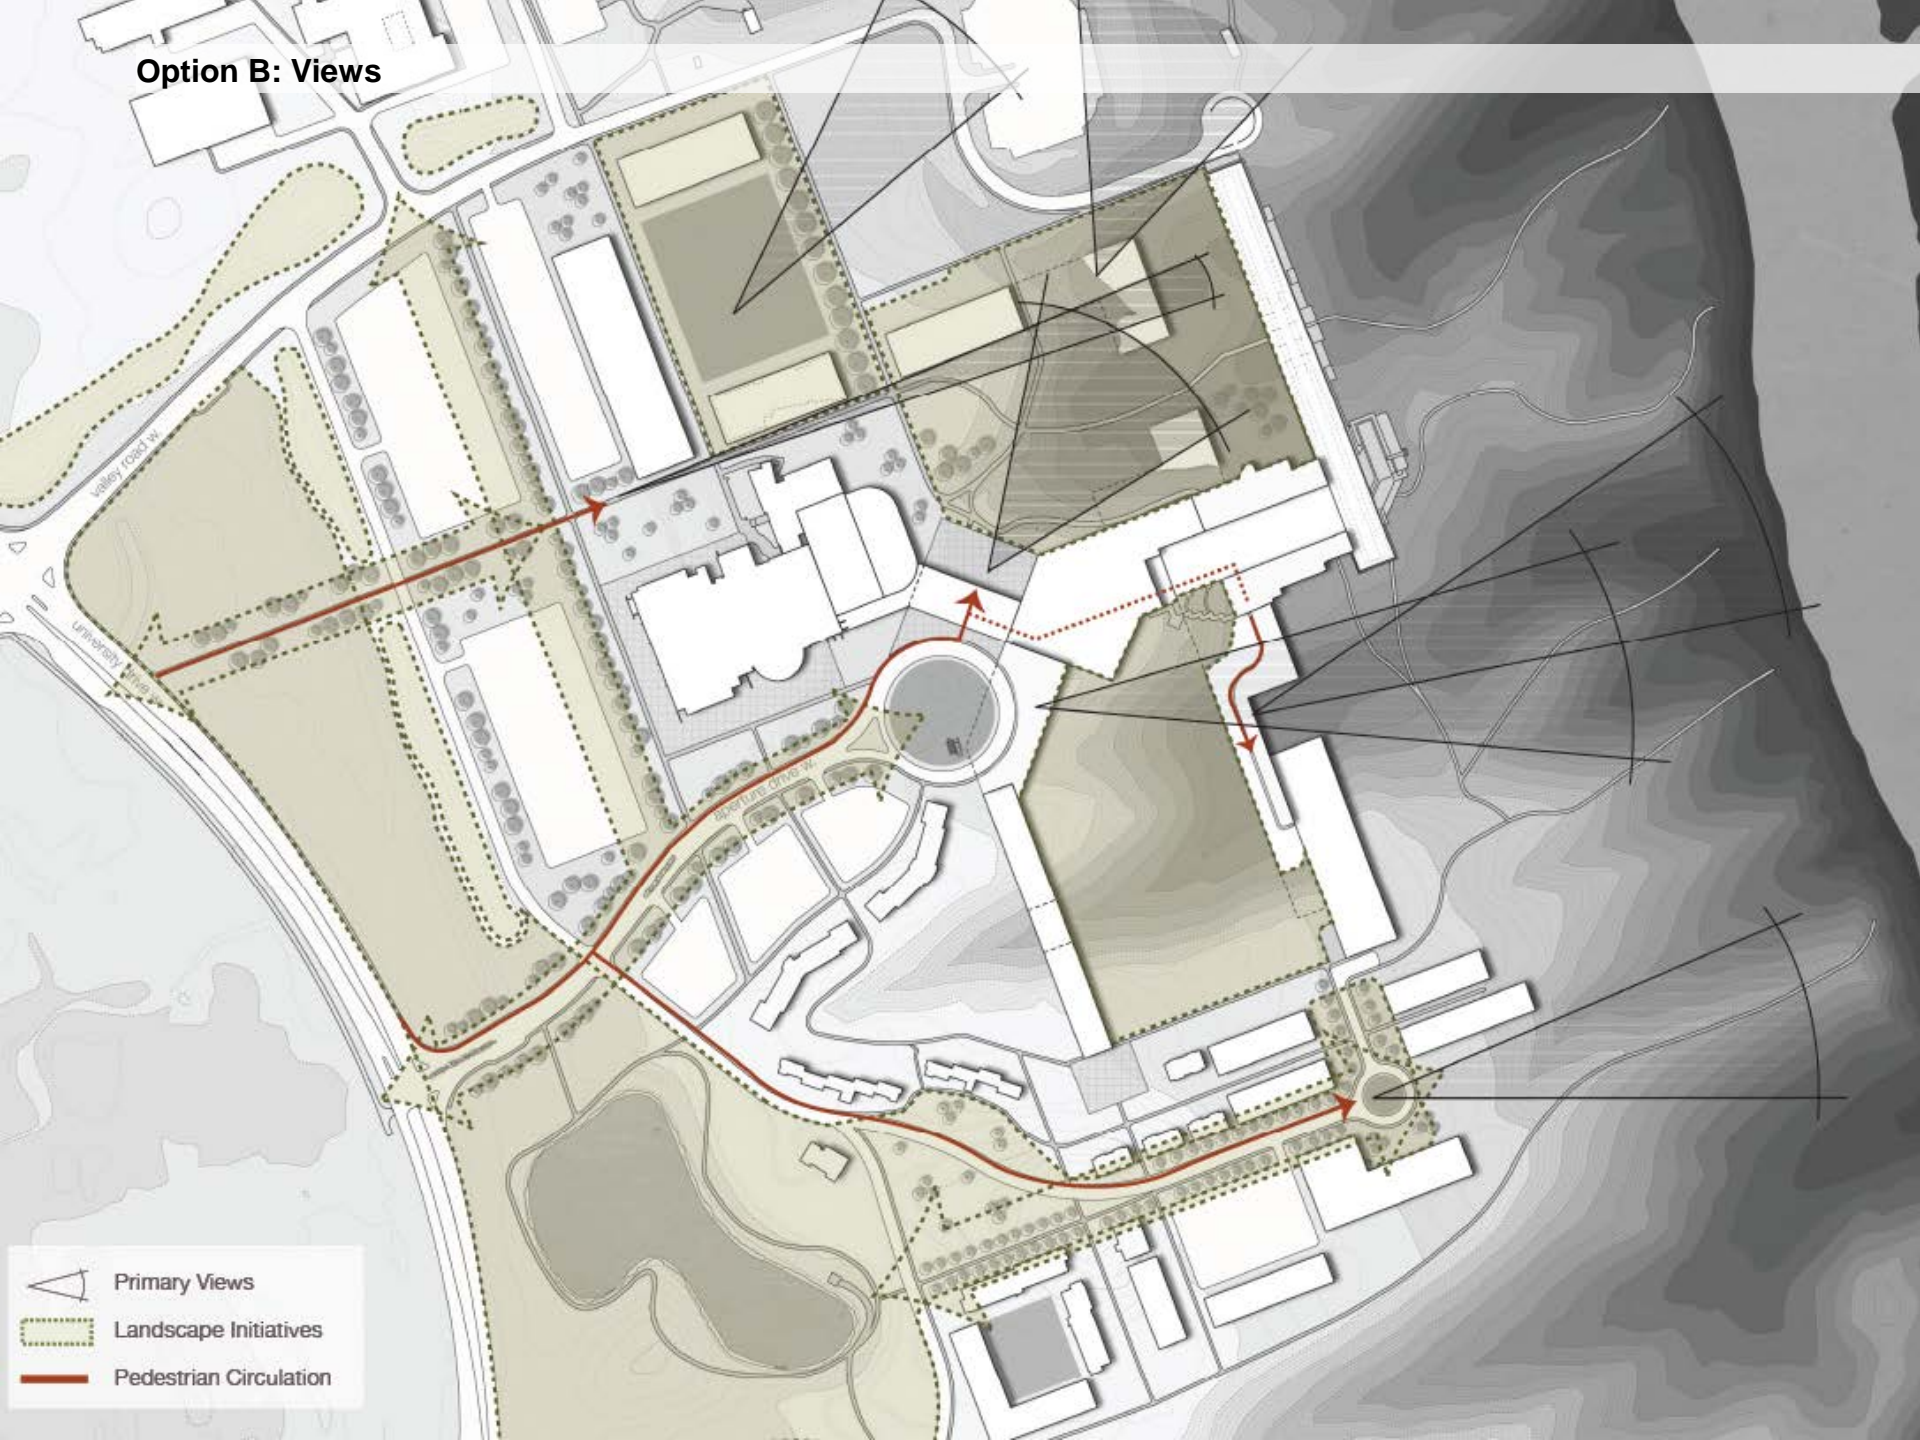 Option B: Views
valley road w.
university drive w.
aperture drive w.
Primary Views
Landscape Initiatives
Pedestrian Circulation